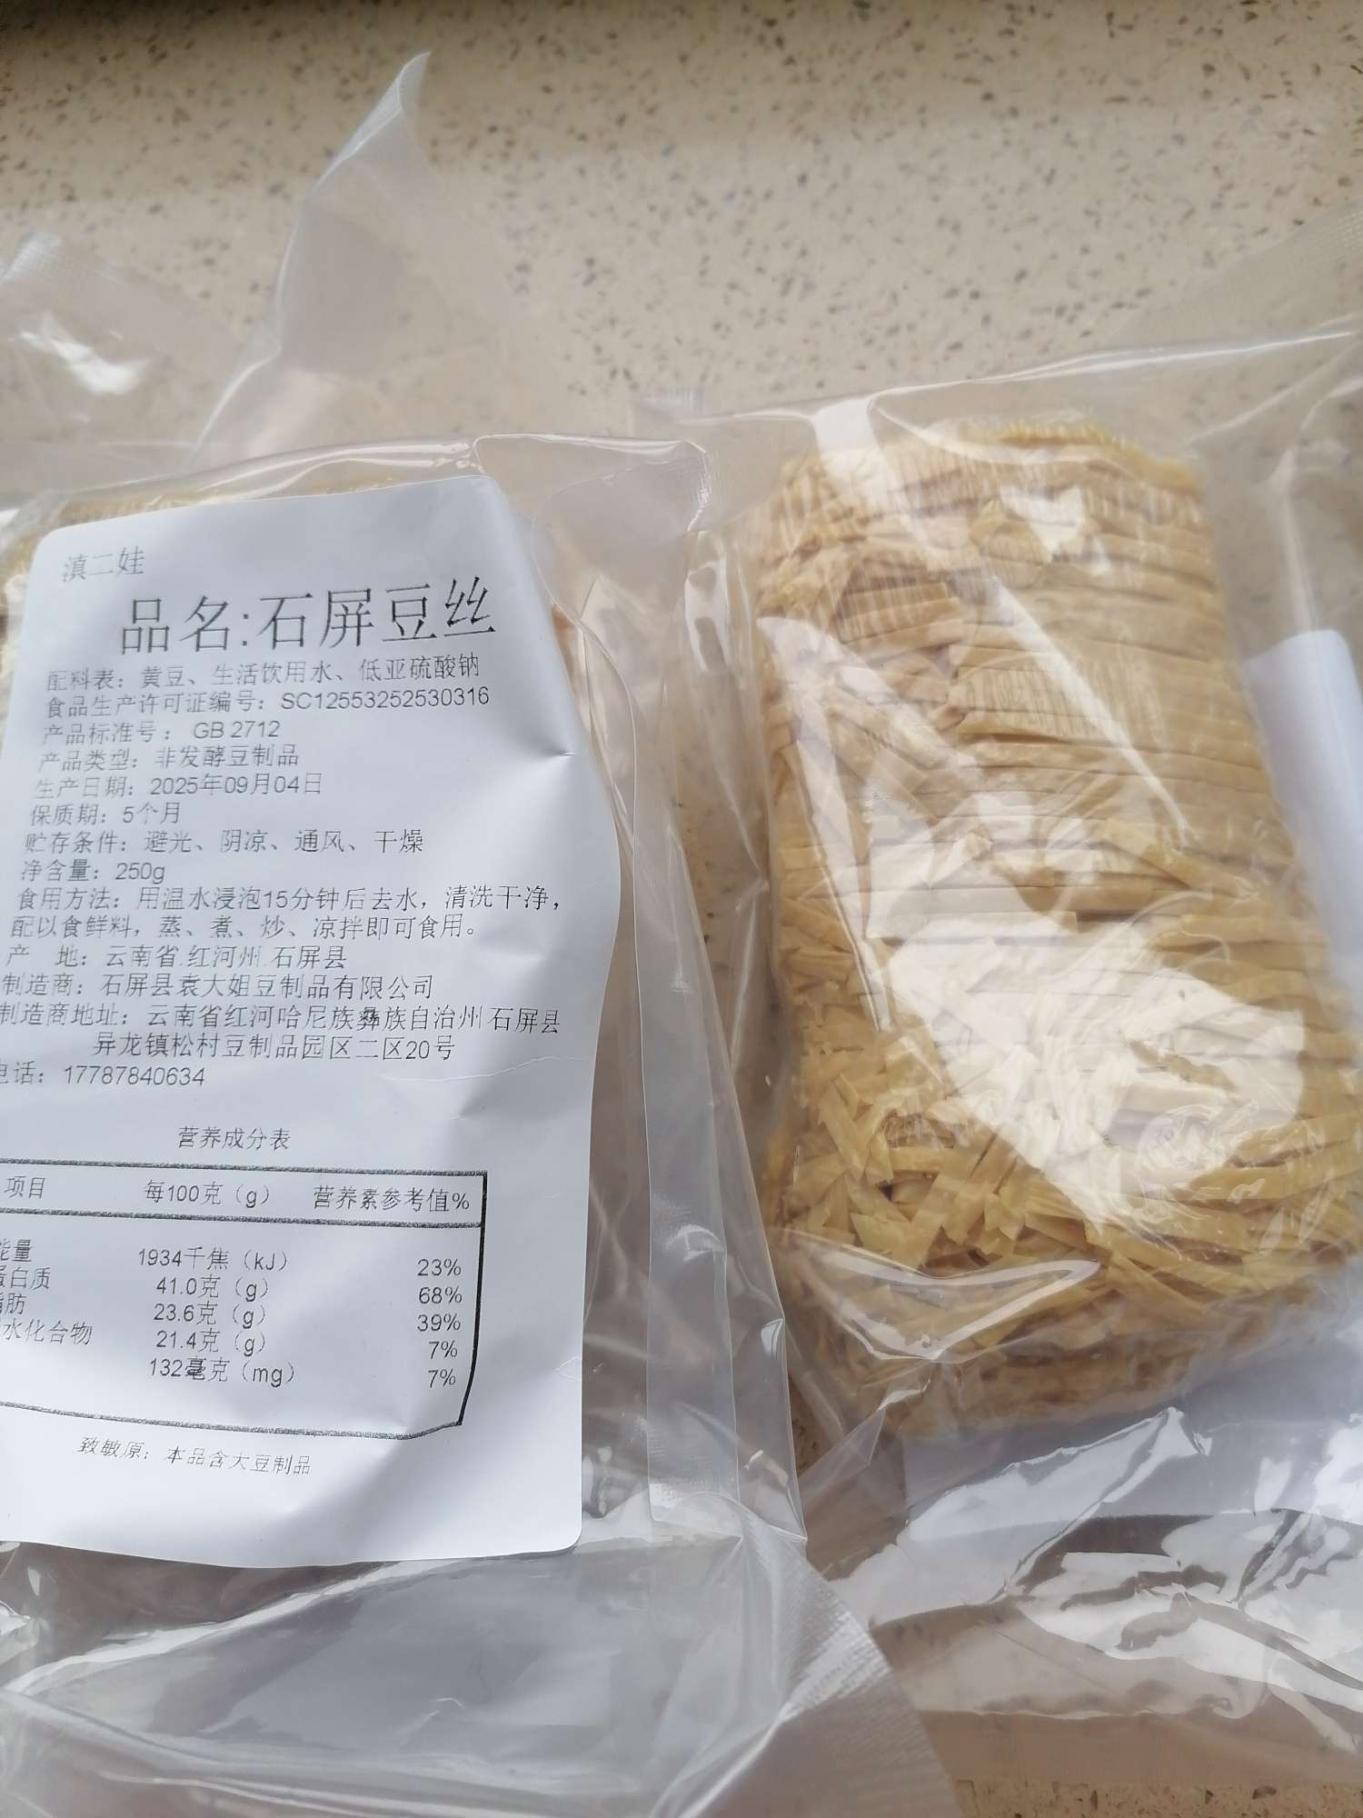 滇二娃
品名:石屏豆丝
配料表：黄豆、生活饮用水、低亚硫酸钠
食品生产许可证编号：SC12553252530316
产品标准号： GB 2712
产品类型：非发酵豆制品
生产日期：2025年09月04日
保质期：5个月
贮存条件：避光、阴凉、通风、干燥
净含量：250g
食用方法：用温水浸泡15分钟后去水，清洗干净，
配以食鲜料，蒸、煮、炒、凉拌即可食用。
产 地：云南省 红河州 石屏县
制造商：石屏县袁大姐豆制品有限公司
制造商地址：云南省红河哈尼族彝族自治州石屏县
异龙镇松村豆制品园区二区20号
电话：17787840634
营养成分表
项目 每100克（g） 营养素参考值%
能量 1934千焦（kJ） 23%
蛋白质 41.0克（g） 68%
脂肪 23.6克（g） 39%
水化合物 21.4克（g） 7%
132毫克（mg） 7%
致敏原：本品含大豆制品